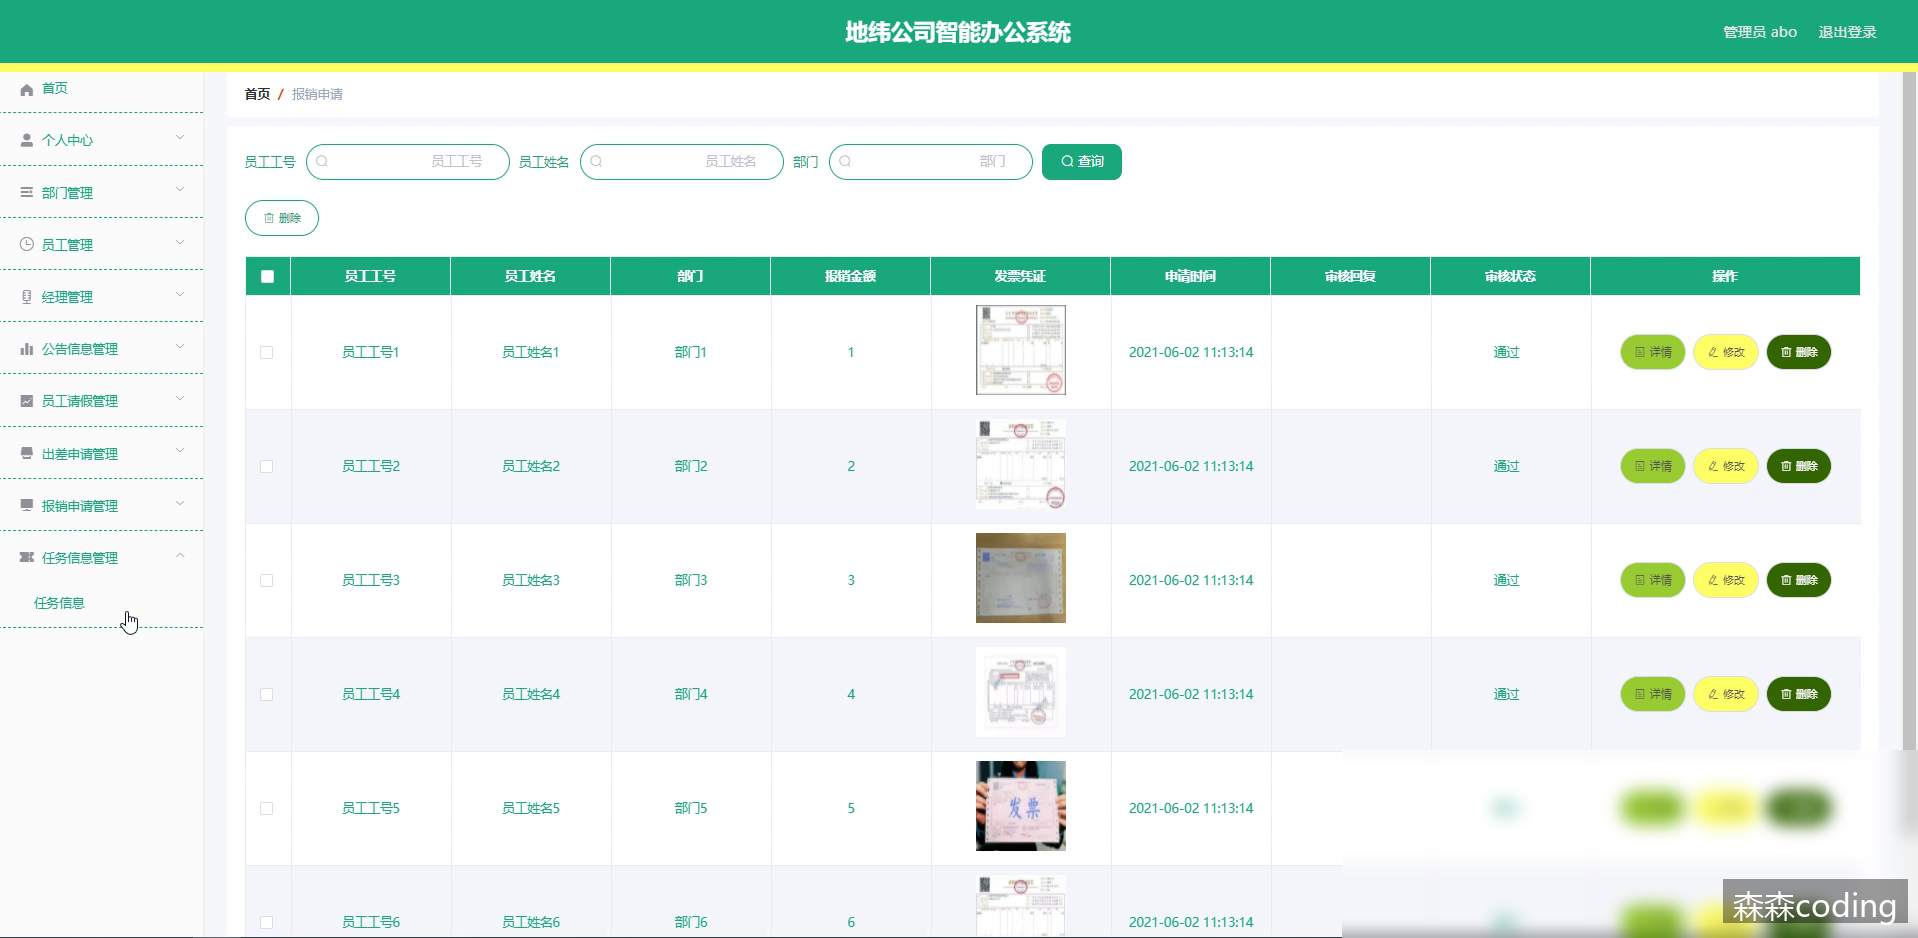 地纬公司智能办公系统
管理员 abo 退出登录
首页
个人中心
部门管理
员工管理
经理管理
公告信息管理
员工请假管理
出差申请管理
报销申请管理
任务信息管理
任务信息
首页 / 报销申请
员工工号 员工工号 员工姓名 员工姓名 部门 部门 查询
删除
员工工号 员工姓名 部门 报销金额 发票凭证 申请时间 审核回复 审核状态 操作
员工工号1 员工姓名1 部门1 1 2021-06-02 11:13:14 通过 详情 修改 删除
员工工号2 员工姓名2 部门2 2 2021-06-02 11:13:14 通过 详情 修改 删除
员工工号3 员工姓名3 部门3 3 2021-06-02 11:13:14 通过 详情 修改 删除
员工工号4 员工姓名4 部门4 4 2021-06-02 11:13:14 通过 详情 修改 删除
员工工号5 员工姓名5 部门5 5 发票 2021-06-02 11:13:14
员工工号6 员工姓名6 部门6 6 2021-06-02 11:13:14
森森coding